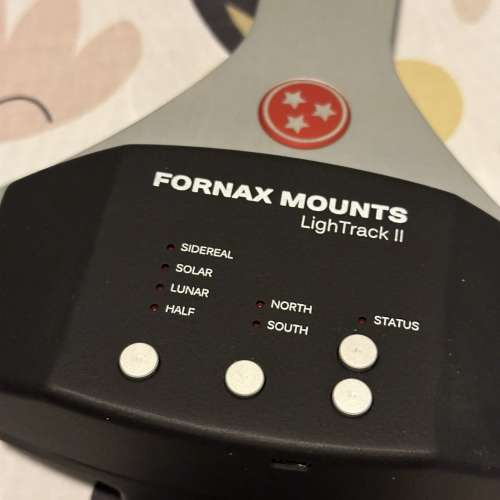 FORNAX MOUNTS
LighTrack II
SIDEREAL
SOLAR
LUNAR
HALF
NORTH
SOUTH
STATUS